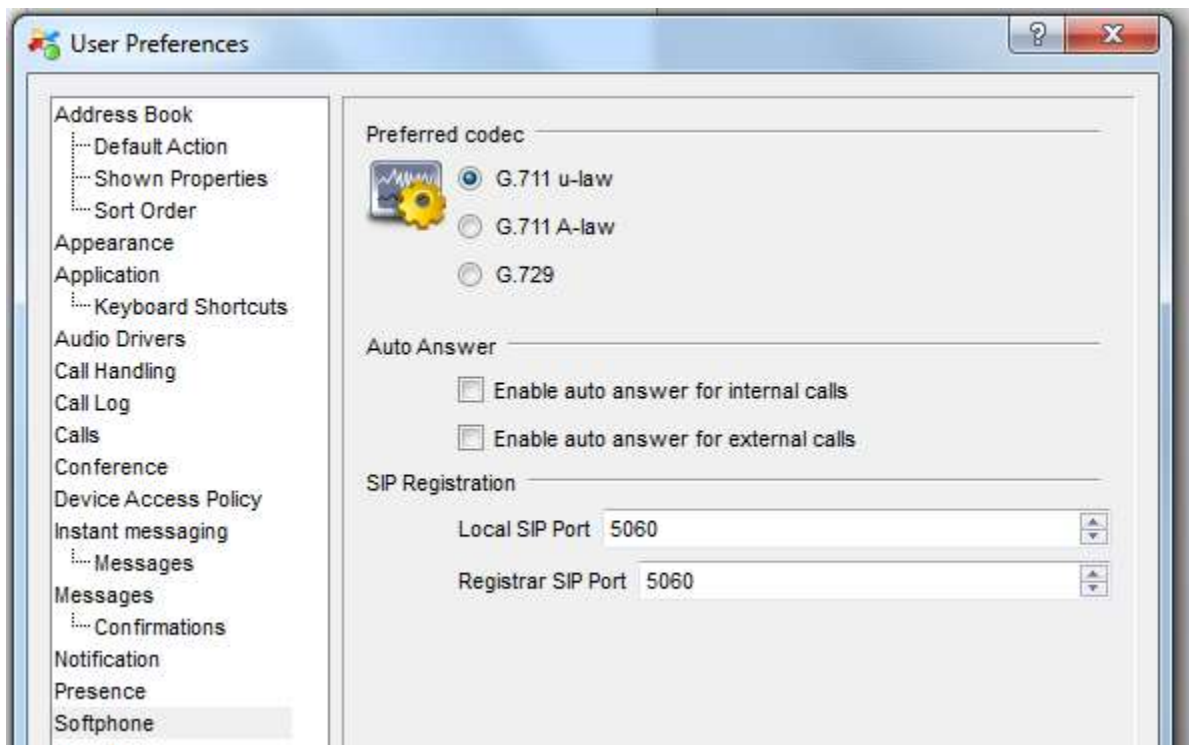 User Preferences
Address Book
Default Action
Shown Properties
Sort Order
Appearance
Application
Keyboard Shortcuts
Audio Drivers
Call Handling
Call Log
Calls
Conference
Device Access Policy
Instant messaging
Messages
Messages
Confirmations
Notification
Presence
Softphone
Preferred codec
G.711 u-law
G.711 A-law
G.729
Auto Answer
Enable auto answer for internal calls
Enable auto answer for external calls
SIP Registration
Local SIP Port 5060
Registrar SIP Port 5060